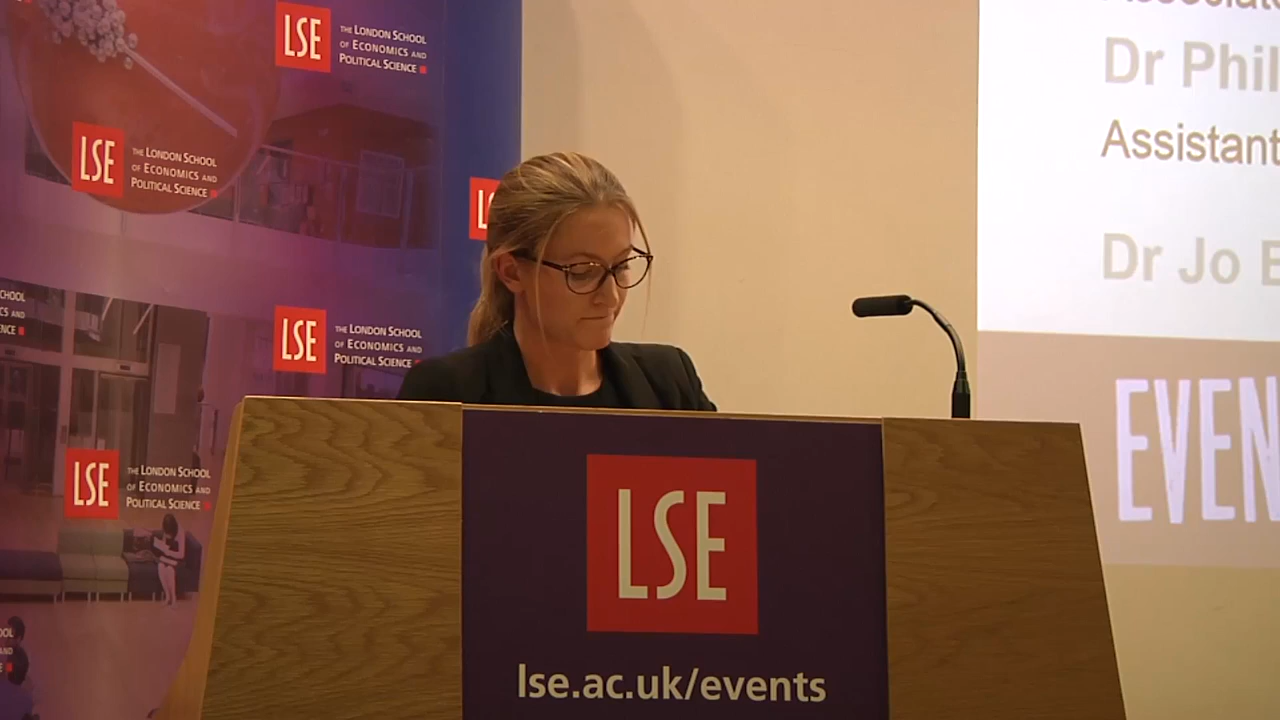 LSE
THE LONDON SCHOOL
OF ECONOMICS AND
POLITICAL SCIENCE
LSE
THE LONDON SCHOOL
OF ECONOMICS AND
POLITICAL SCIENCE
LSE
THE LONDON SCHOOL
OF ECONOMICS AND
POLITICAL SCIENCE
LSE
THE LONDON SCHOOL
OF ECONOMICS AND
POLITICAL SCIENCE
Dr Phil
Assistant
Dr Jo
EVEN
LSE
lse.ac.uk/events